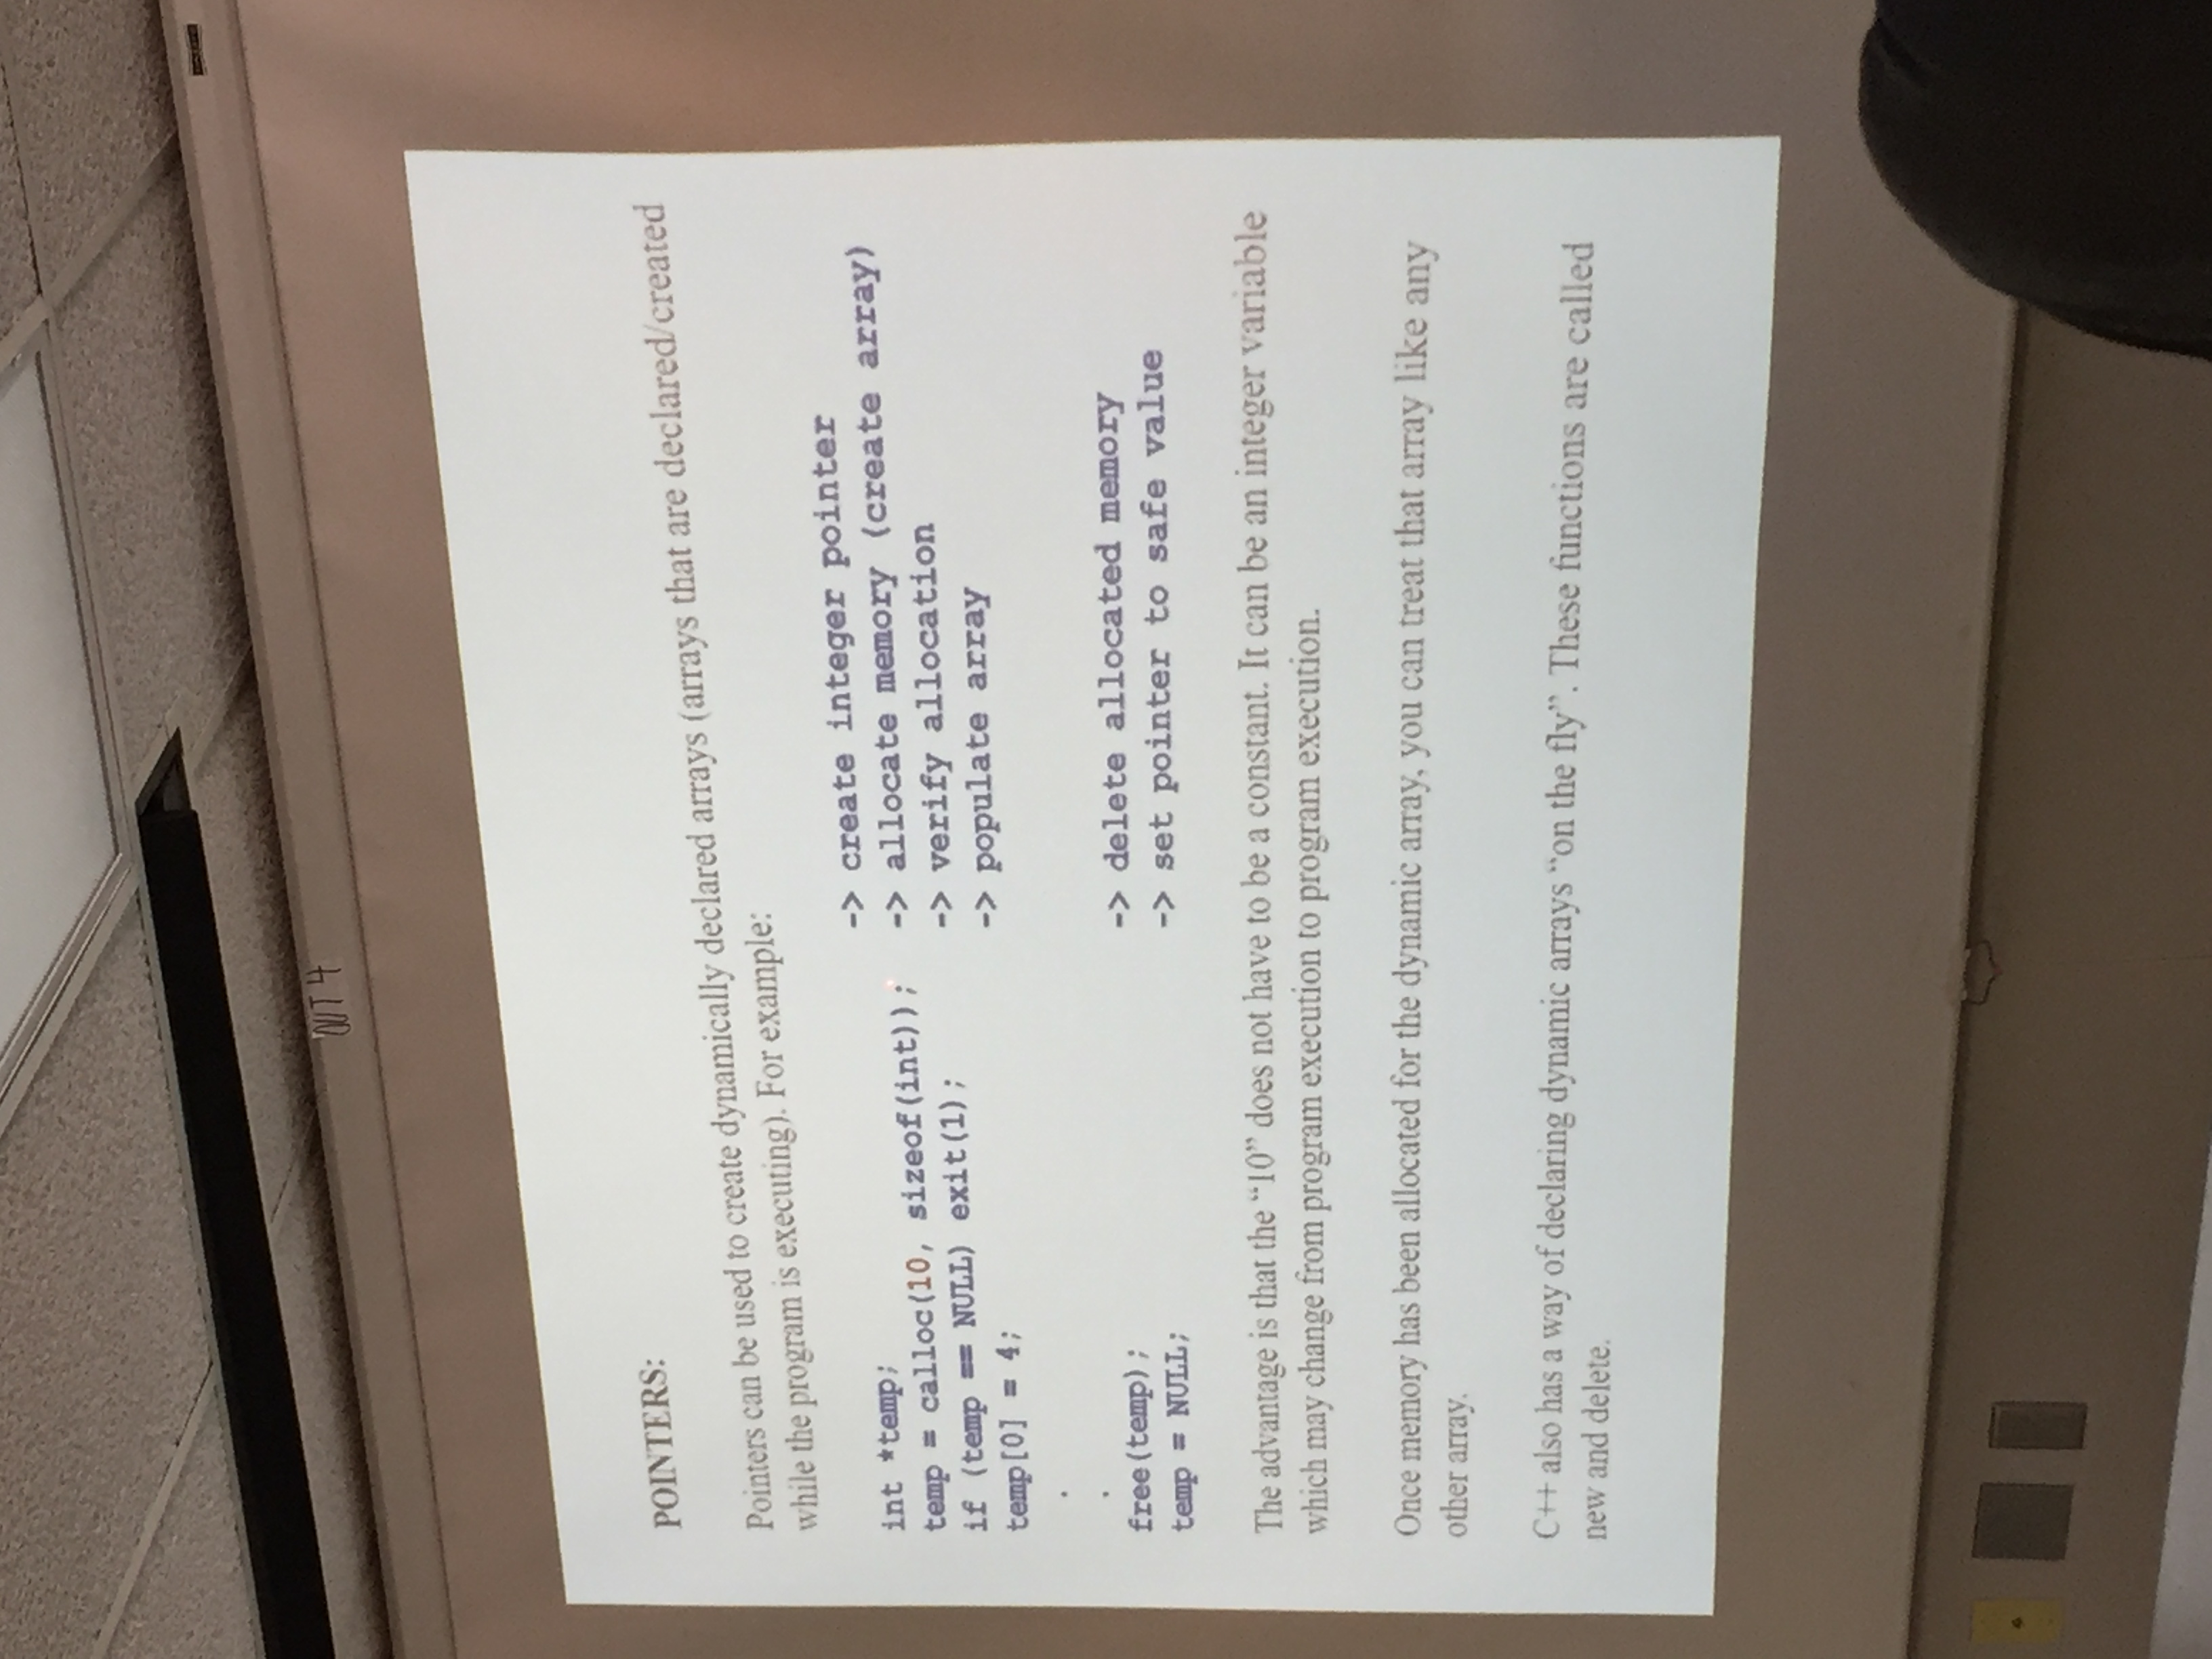 OUT 4
POINTERS:
Pointers can be used to create dynamically declared arrays (arrays that are declared/created
while the program is executing). For example:
int *temp; -> create integer pointer
temp = calloc(10, sizeof(int)); -> allocate memory (create array)
if (temp == NULL) exit(1); -> verify allocation
temp[0] = 4; -> populate array
.
.
free(temp); -> delete allocated memory
temp = NULL; -> set pointer to safe value
The advantage is that the “10” does not have to be a constant. It can be an integer variable
which may change from program execution to program execution.
Once memory has been allocated for the dynamic array, you can treat that array like any
other array.
C++ also has a way of declaring dynamic arrays “on the fly”. These functions are called
new and delete.